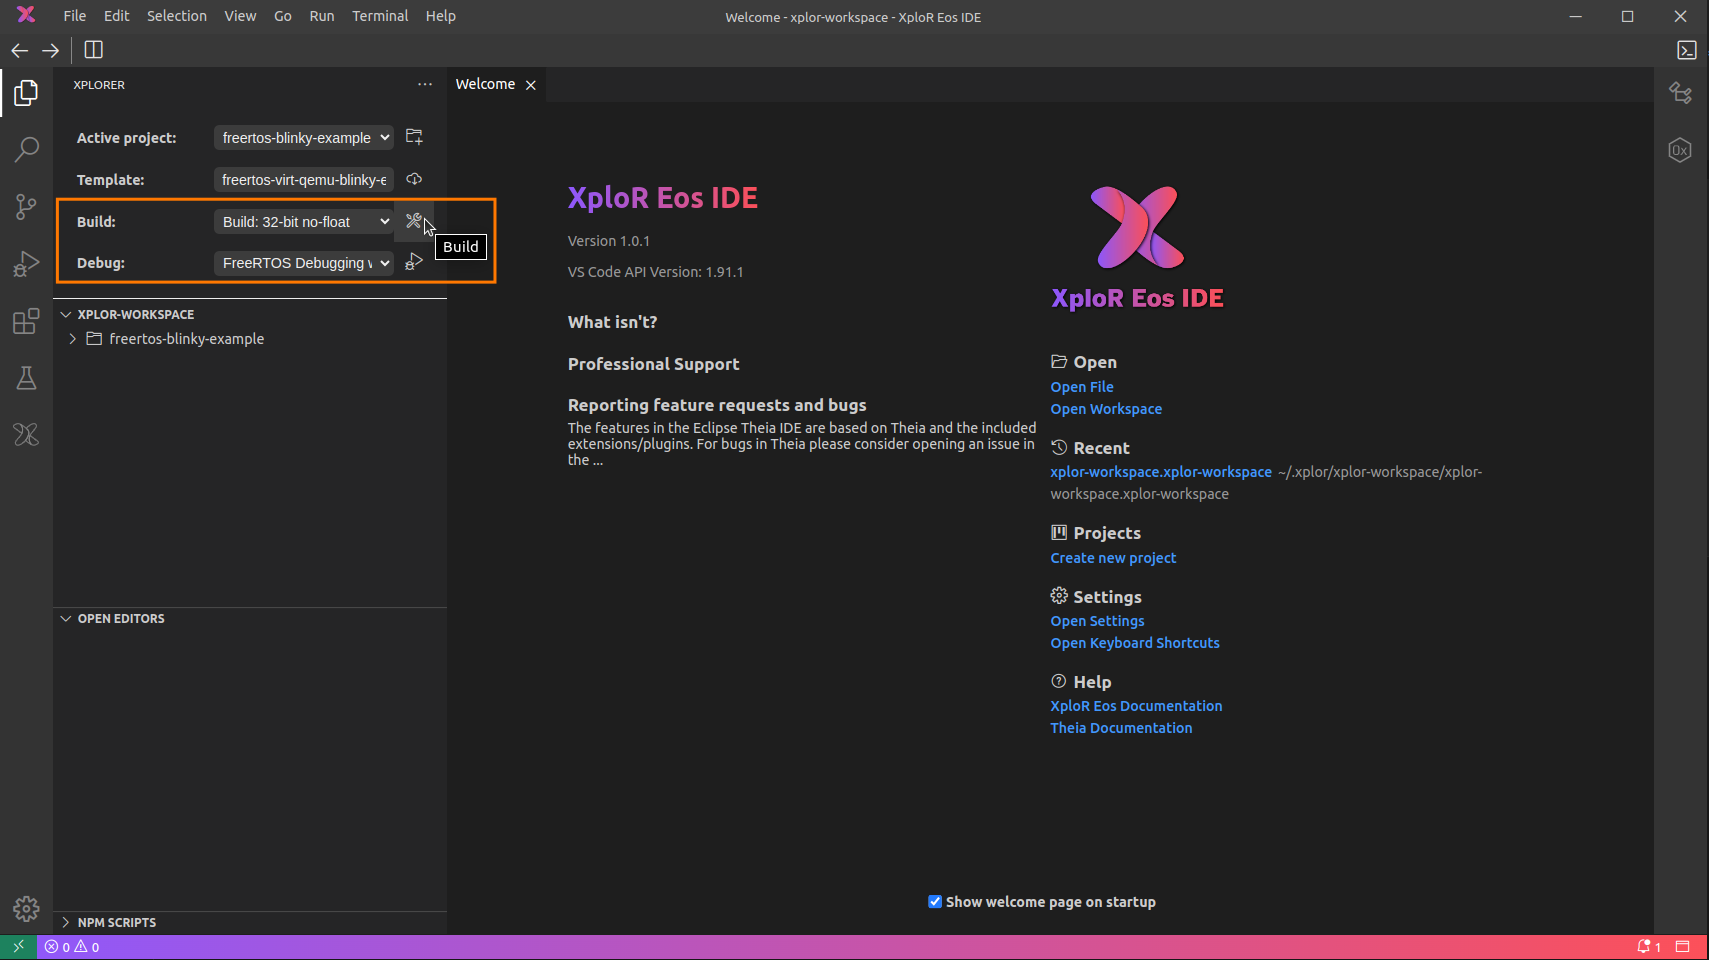 File Edit Selection View Go Run Terminal Help
Welcome - xplor-workspace - XploR Eos IDE
XPLORER
Welcome
Active project: freertos-blinky-example
Template: freertos-virt-qemu-blinky-e
Build: Build: 32-bit no-float
Build
Debug: FreeRTOS Debugging w
XPLOR-WORKSPACE
freertos-blinky-example
OPEN EDITORS
NPM SCRIPTS
XploR Eos IDE
Version 1.0.1
VS Code API Version: 1.91.1
What isn't?
Professional Support
Reporting feature requests and bugs
The features in the Eclipse Theia IDE are based on Theia and the included
extensions/plugins. For bugs in Theia please consider opening an issue in
the ...
XploR Eos IDE
Open
Open File
Open Workspace
Recent
xplor-workspace.xplor-workspace ~/.xplor/xplor-workspace/xplor-
workspace.xplor-workspace
Projects
Create new project
Settings
Open Settings
Open Keyboard Shortcuts
Help
XploR Eos Documentation
Theia Documentation
Show welcome page on startup
0x
0 0
1